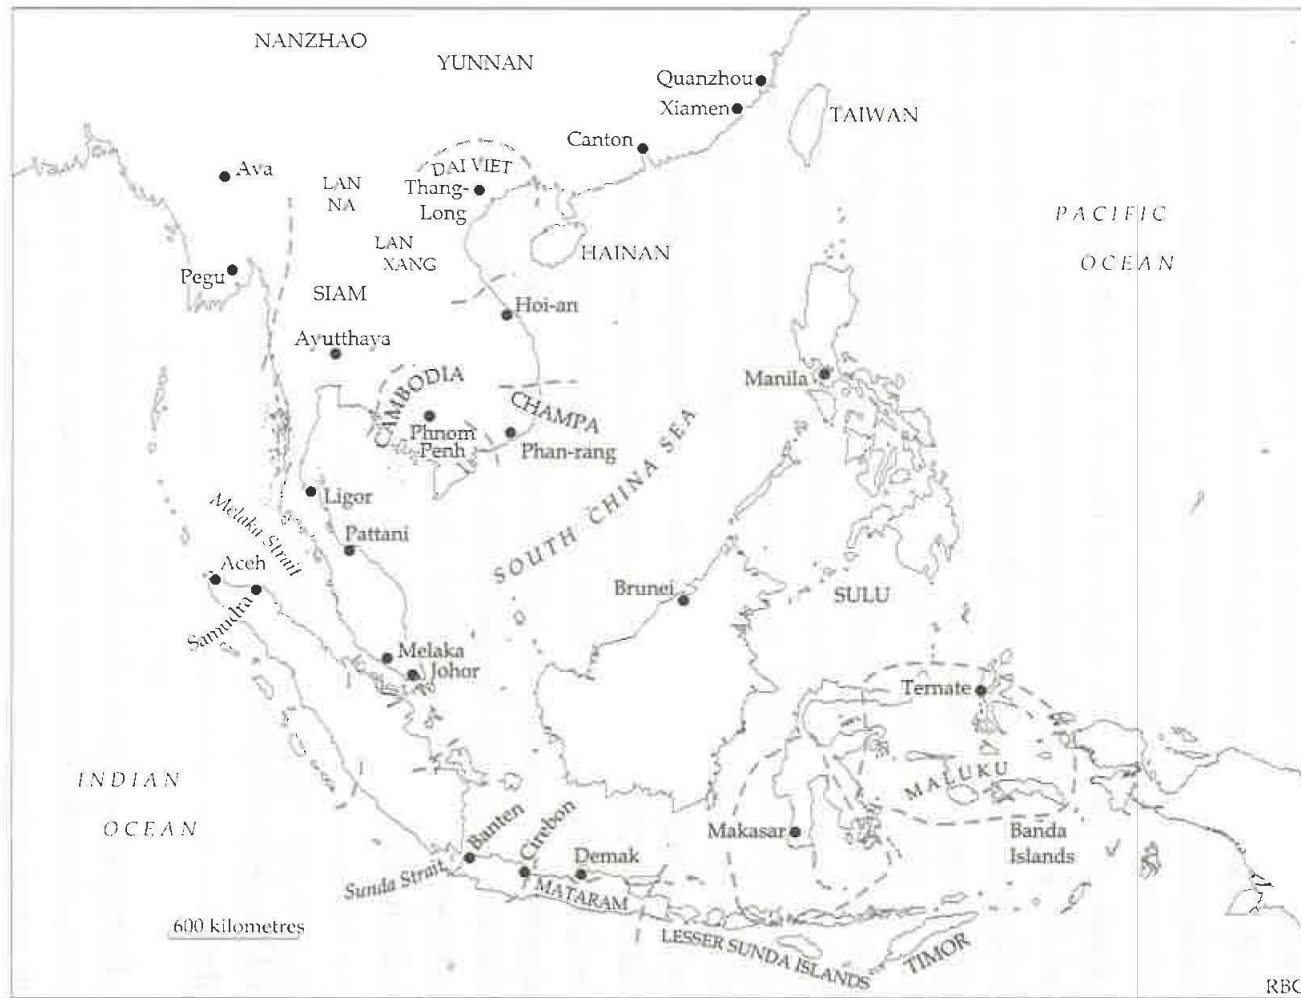 NANZHAO
YUNNAN
Quanzhou
Xiamen
TAIWAN
Canton
DAI VIET
Ava
LAN
NA
Thang-
Long
PACIFIC
OCEAN
LAN
XANG
HAINAN
Pegu
SIAM
Hoi-an
Ayutthaya
CAMBODIA
Manila
CHAMPA
Phnom
Penh
Phan-rang
SOUTH CHINA SEA
Ligor
Melaka Strait
Pattani
Aceh
Samudra
Brunei
SULU
Melaka
Johor
Ternate
INDIAN
OCEAN
MALUKU
Makasar
Banda
Islands
Banten
Cirebon
Demak
Sunda Strait
MATARAM
600 kilometres
LESSER SUNDA ISLANDS
TIMOR
RBC